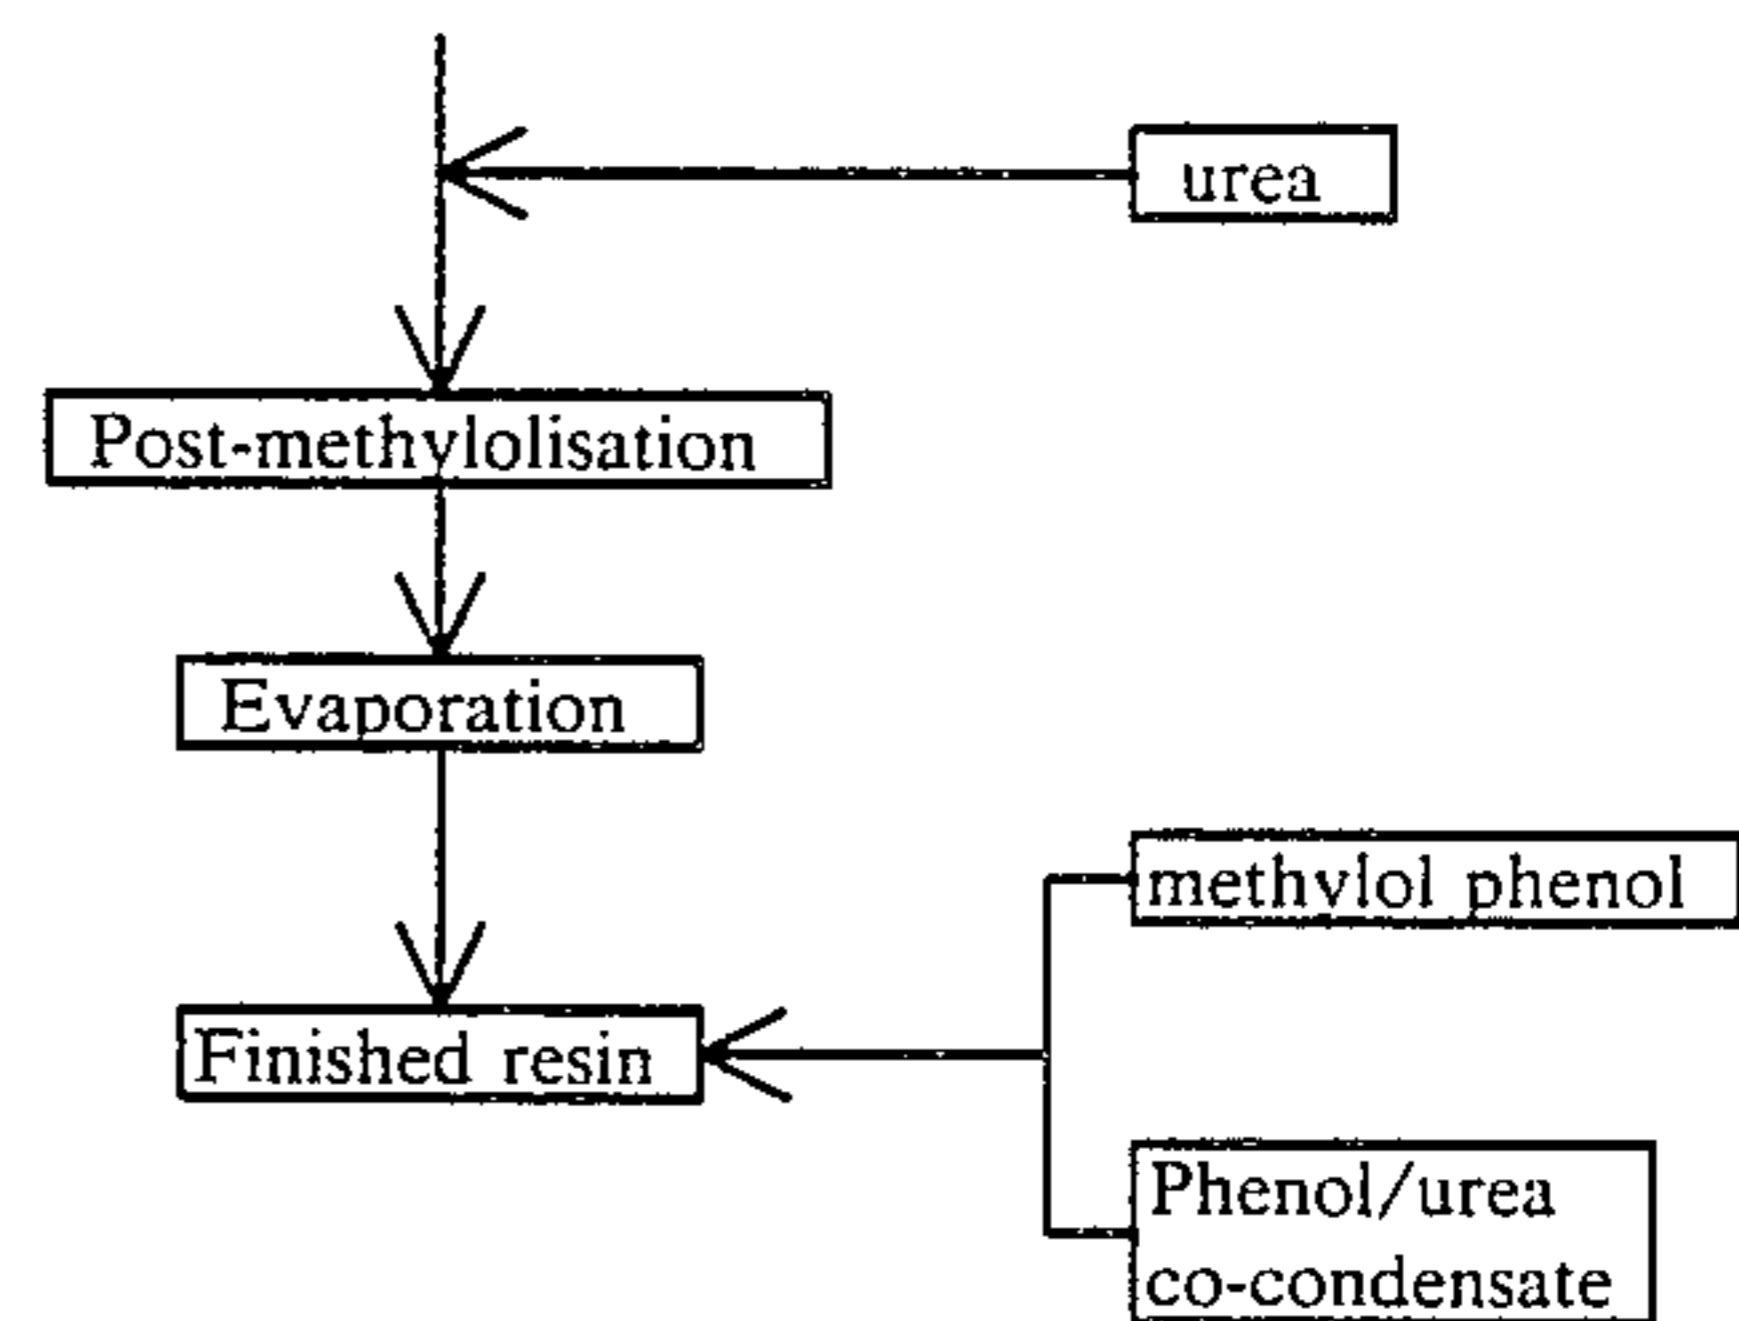 urea
Post-methylolisation
Evaporation
methylol phenol
Finished resin
Phenol/urea
co-condensate